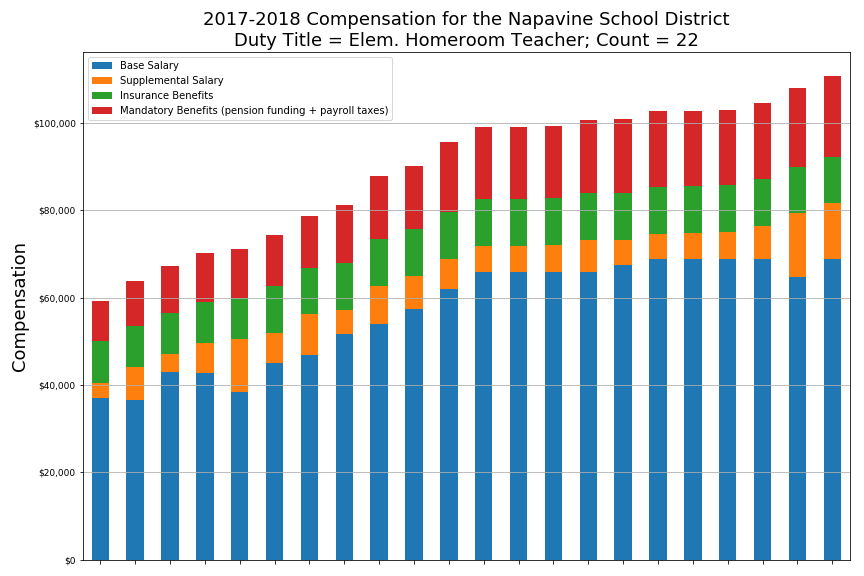 2017-2018 Compensation for the Napavine School District
Duty Title = Elem. Homeroom Teacher; Count = 22
Base Salary
Supplemental Salary
Insurance Benefits
Mandatory Benefits (pension funding + payroll taxes)
$100,000
$80,000
$60,000
$40,000
$20,000
$0
Compensation